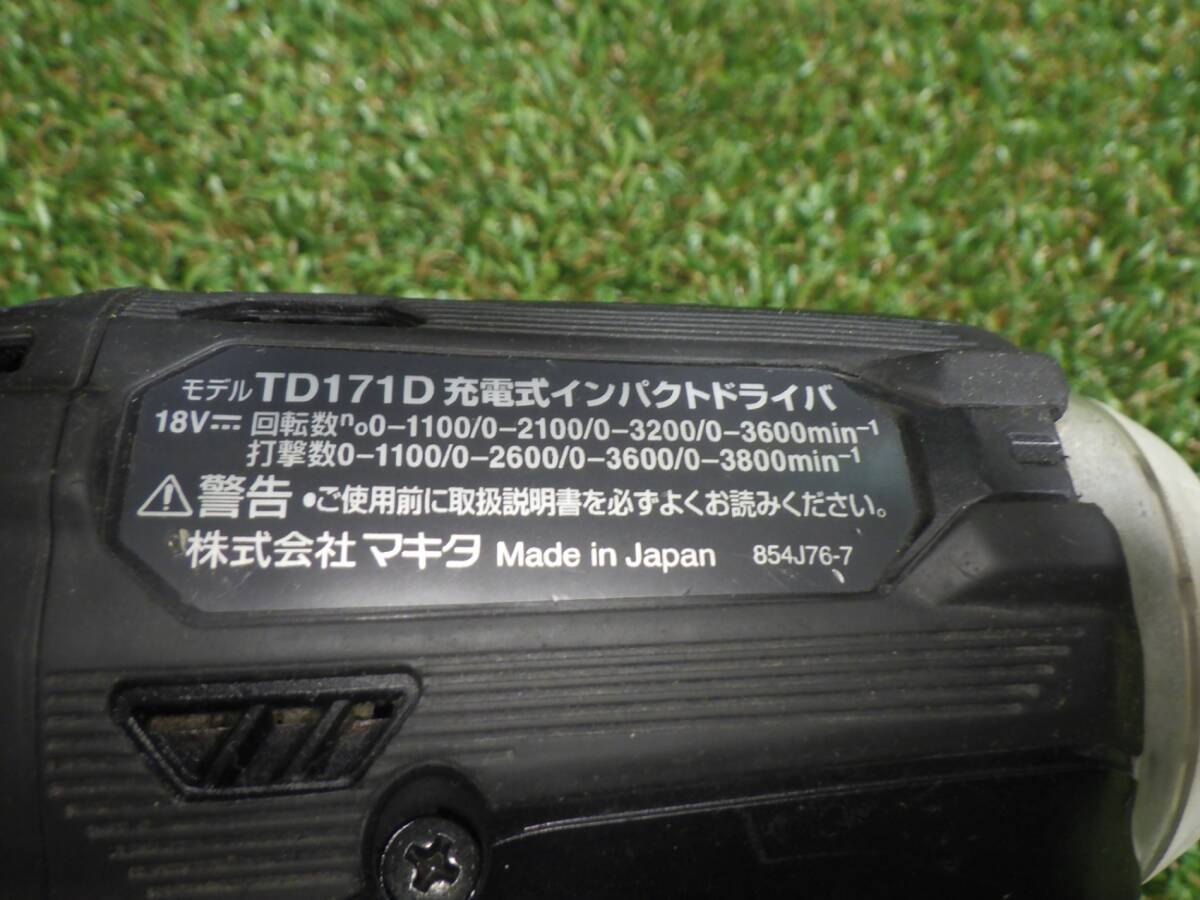 モデル TD171D 充電式インパクトドライバ
18V⎓ 回転数n₀0-1100/0-2100/0-3200/0-3600min⁻¹
打撃数0-1100/0-2600/0-3600/0-3800min⁻¹
⚠警告 •ご使用前に取扱説明書を必ずよくお読みください。
株式会社 マキタ Made in Japan 854J76-7